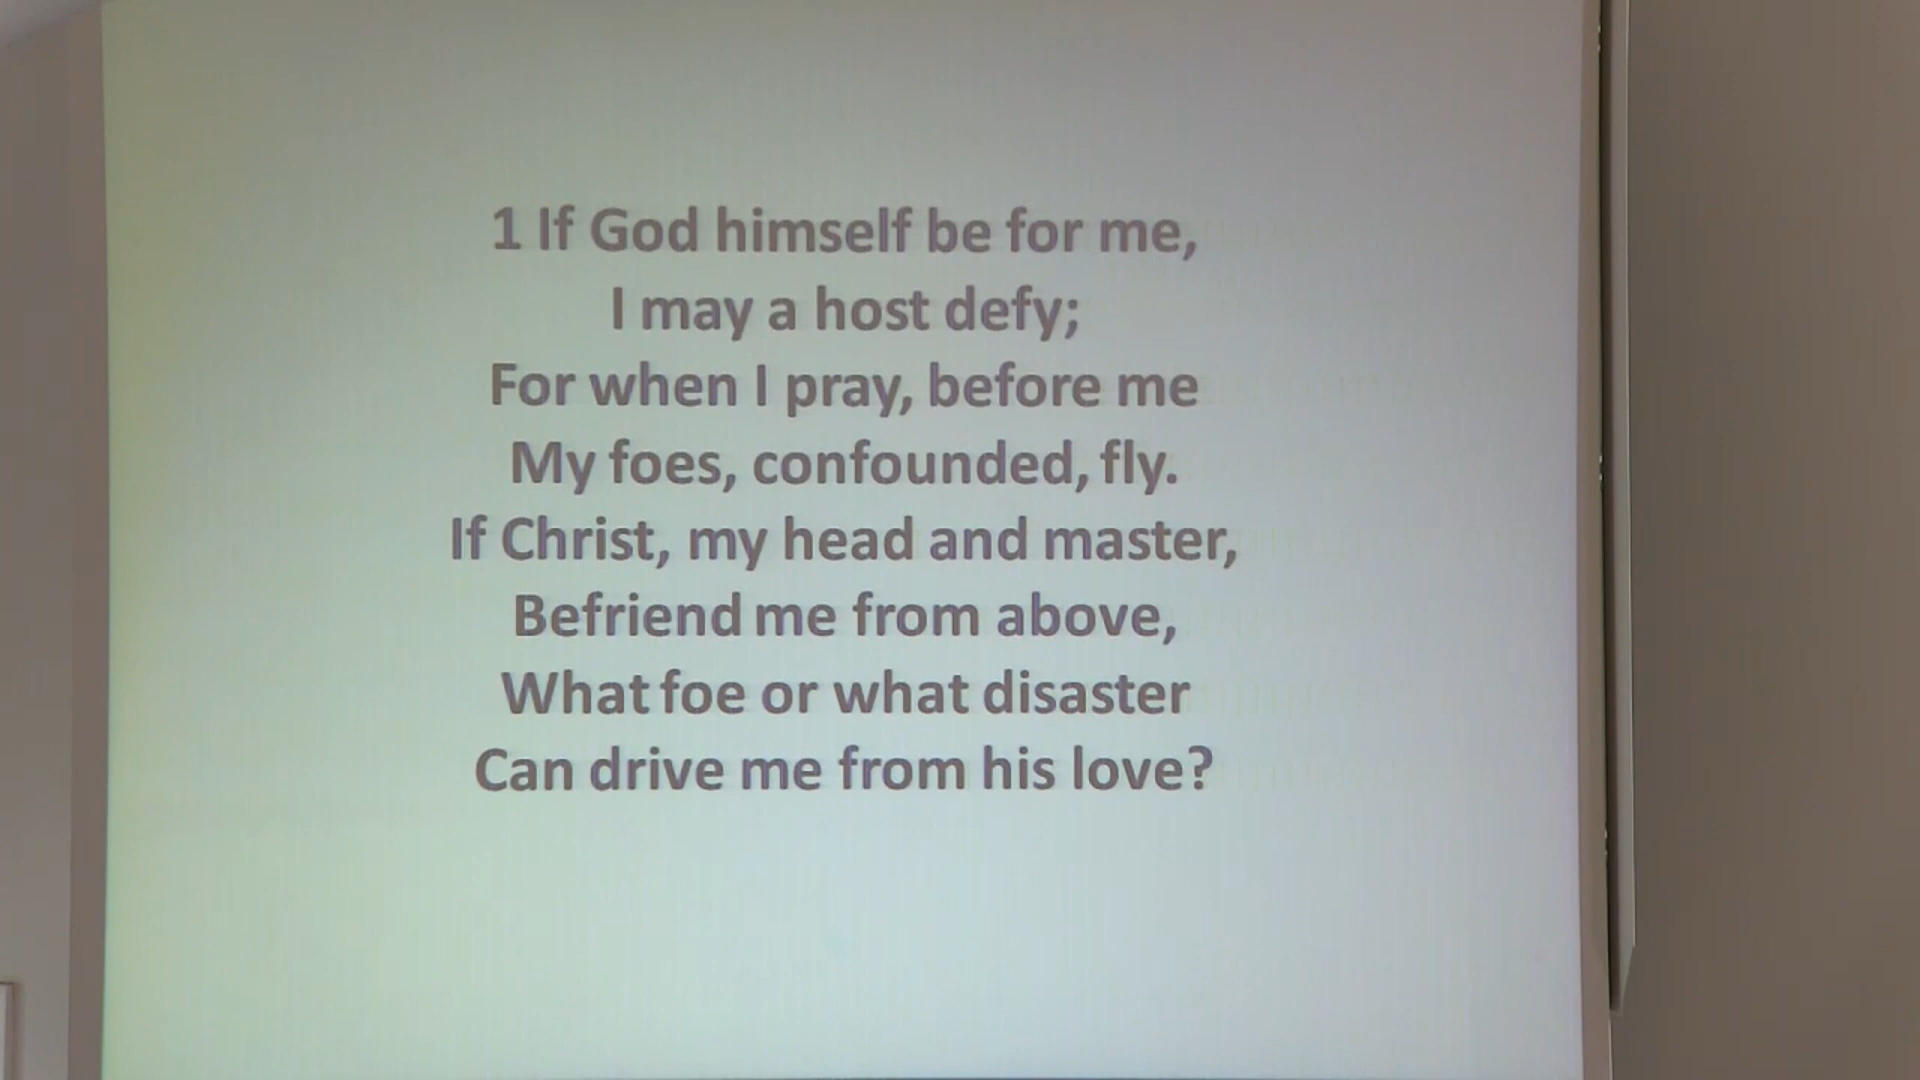 1 If God himself be for me,
I may a host defy;
For when I pray, before me
My foes, confounded, fly.
If Christ, my head and master,
Befriend me from above,
What foe or what disaster
Can drive me from his love?